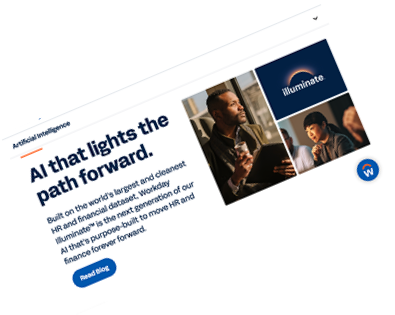 Artificial Intelligence
AI that lights the
path forward.
Built on the world's largest and cleanest
HR and financial dataset, Workday
Illuminate™ is the next generation of our
AI that's purpose-built to move HR and
finance forever forward.
Read Blog
illuminate
w